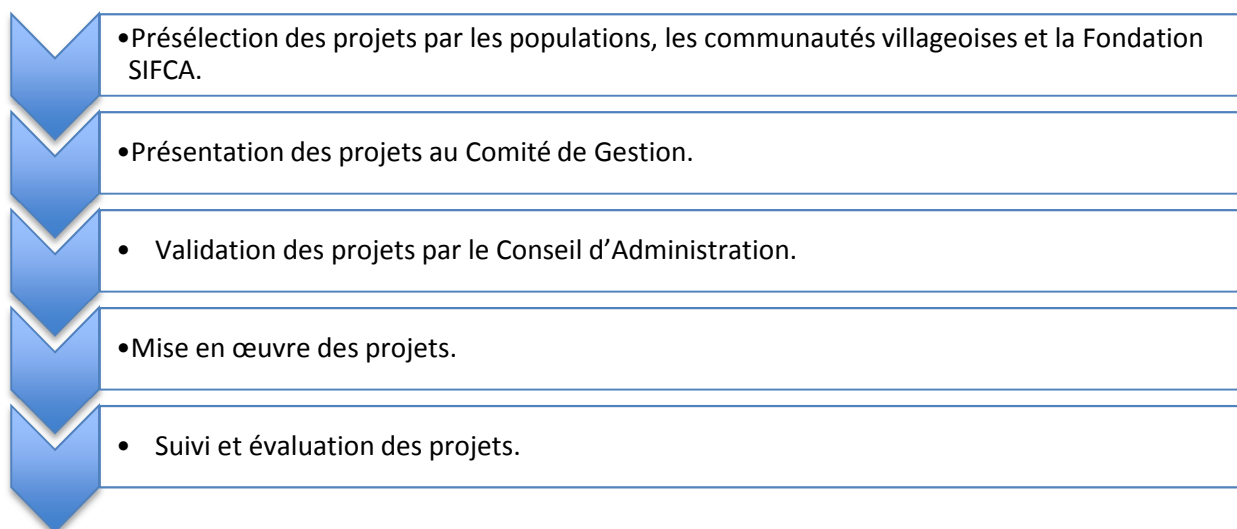 •Présélection des projets par les populations, les communautés villageoises et la Fondation
SIFCA.
•Présentation des projets au Comité de Gestion.
• Validation des projets par le Conseil d’Administration.
•Mise en œuvre des projets.
• Suivi et évaluation des projets.